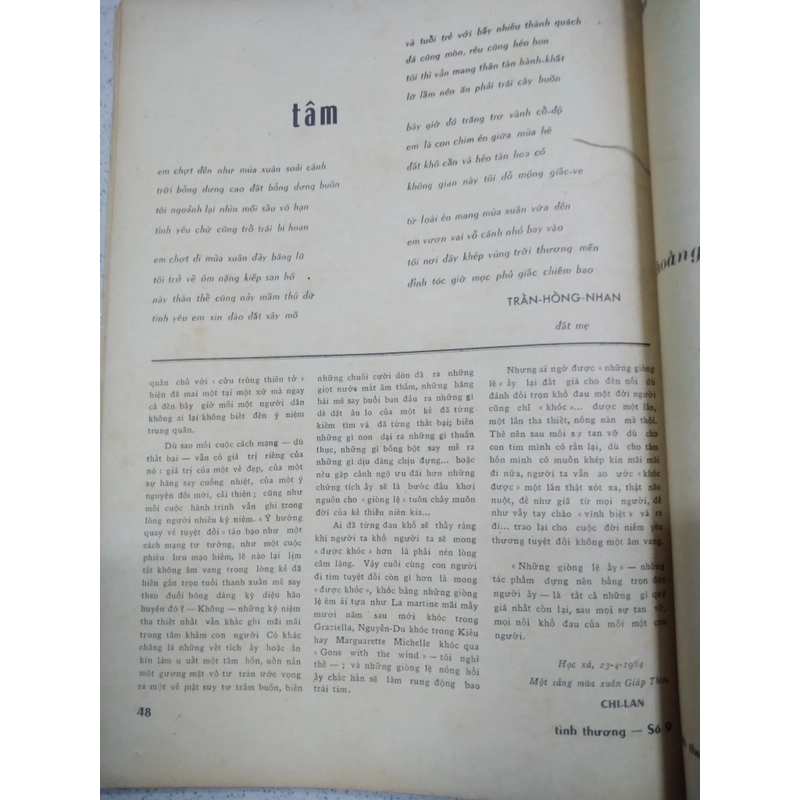 tâm
em chợt đến như mùa xuân soải cánh
trời bỗng dưng cao đất bỗng dưng buồn
tôi ngoảnh lại nhìn mối sầu vô hạn
tình yêu chừ cũng trỗ trái bi hoan
em chợt đi mùa xuân đầy băng lũ
tôi trở về ôm nặng kiếp san hô
này thân thể cũng nảy mầm thú dữ
tình yêu em xin đào đất xây mồ
và tuổi trẻ với bấy nhiêu thành quách
đá cũng mòn, rêu cũng héo hon
tôi thì vẫn mang thân tàn hành-khất
lỡ lầm nên ăn phải trái cây buồn
bây giờ đó trăng trơ vành cỗ-độ
em là con chim én giữa mùa hè
đất khô cằn và héo tàn hoa cỏ
không gian này tôi dỗ mộng giấc-ve
từ loài én mang mùa xuân vừa đến
em vươn vai vỗ cánh nhỏ bay vào
tôi nơi đây khép vùng trời thương mến
đỉnh tóc giờ mọc phủ giấc chiêm bao
TRẦN-HỒNG-NHAN
đất mẹ
quân chủ với « cửu trùng thiên tử »
hiện đã mai một tại một xứ mà ngay
cả đến bây giờ mỗi một người dân
không ai lại không biết đến ý niệm
trung quân.
Dù sao mỗi cuộc cách mạng — dù
thất bại — vẫn có giá trị riêng của
nó : giá trị của một vẻ đẹp, của một
sự hăng say cuồng nhiệt, của một ý
nguyện đổi mới, cải thiện ; cũng như
mỗi cuộc hành trình vẫn ghi trong
lòng người nhiều kỷ niệm. « Ý hướng
quay về tuyệt đối » táo bạo như một
cách mạng tư tưởng, như một cuộc
phiêu lưu mạo hiểm, lẽ nào lại lịm
tắt không âm vang trong lòng kẻ đã
hiến gần trọn tuổi thanh xuân mê say
theo đuổi bóng dáng kỳ diệu hão
huyền đó ? — Không — những kỷ niệm
tha thiết nhất vẫn khắc ghi mãi mãi
trong tâm khảm con người Có khác
chăng là những vết tích ấy hoặc ẩn
kín làm u uất một tâm hồn, uốn nắn
một gương mặt vô tư tràn ước vọng
ra một vẻ mặt suy tư trầm buồn, biến
những chuỗi cười dòn dã ra những
giọt nước mắt âm thầm, những hăng
hái mê say buổi ban đầu ra những gì
dè dặt âu lo của một kẻ đã từng
kiếm tìm và đã từng thất bại; biến
những gì non dại ra những gì thuần
thục, những gì bồng bột say mê ra
những gì dịu dàng chịu đựng... hoặc
nếu gặp cảnh ngộ ưu đãi hơn những
chứng tích ấy sẽ là bước đầu khơi
nguồn cho « giòng lệ » tuôn chảy muôn
đời của kẻ thiếu niên kia...
Ai đã từng đau khổ sẽ thấy rằng
khi người ta khổ người ta sẽ mong
« được khóc » hơn là phải nén lòng
câm lặng. Vậy cuối cùng con người
đi tìm tuyệt đối còn gì hơn là mong
« được khóc », khóc bằng những giòng
lệ êm ái tựa như La martine mãi mấy
mươi năm sau mới khóc trong
Graziella, Nguyễn-Du khóc trong Kiều
hay Marguarette Michelle khóc qua
« Gone with the wind » — tôi nghĩ
thế — ; và những giòng lệ nóng hổi
ấy chắc hẳn sẽ làm rung động bao
trái tim.
Nhưng ai ngờ được « những giòng
lệ » ấy lại đắt giá cho đến nỗi dù
đánh đổi trọn khổ đau một đời người
cũng chỉ « khóc »... được một lần,
một lần tha thiết, nồng nàn mà thôi.
Thế nên sau mỗi sự tan vỡ dù cho
con tim mình có rắn lại, dù cho tâm
hồn mình có muốn khép kín mãi mãi
đi nữa, người ta vẫn ao ước « khóc
được » một lần thật xót xa, thật não
nuột, để như giã từ mọi người, để
như vẫy tay chào « vĩnh biệt » và ra
đi... trao lại cho cuộc đời niềm yêu
thương tuyệt đối không một âm vang.
« Những giòng lệ ấy » — những
tác phẩm dựng nên bằng trọn đời
người ấy — là tất cả những gì quý
giá nhất còn lại, sau mọi sự tan vỡ,
mọi nỗi khổ đau của mỗi một con
người.
Học xá, 23-4-1964
Một sáng mùa xuân Giáp Thìn
CHI-LAN
48
tình thương — Số 9
hoàng